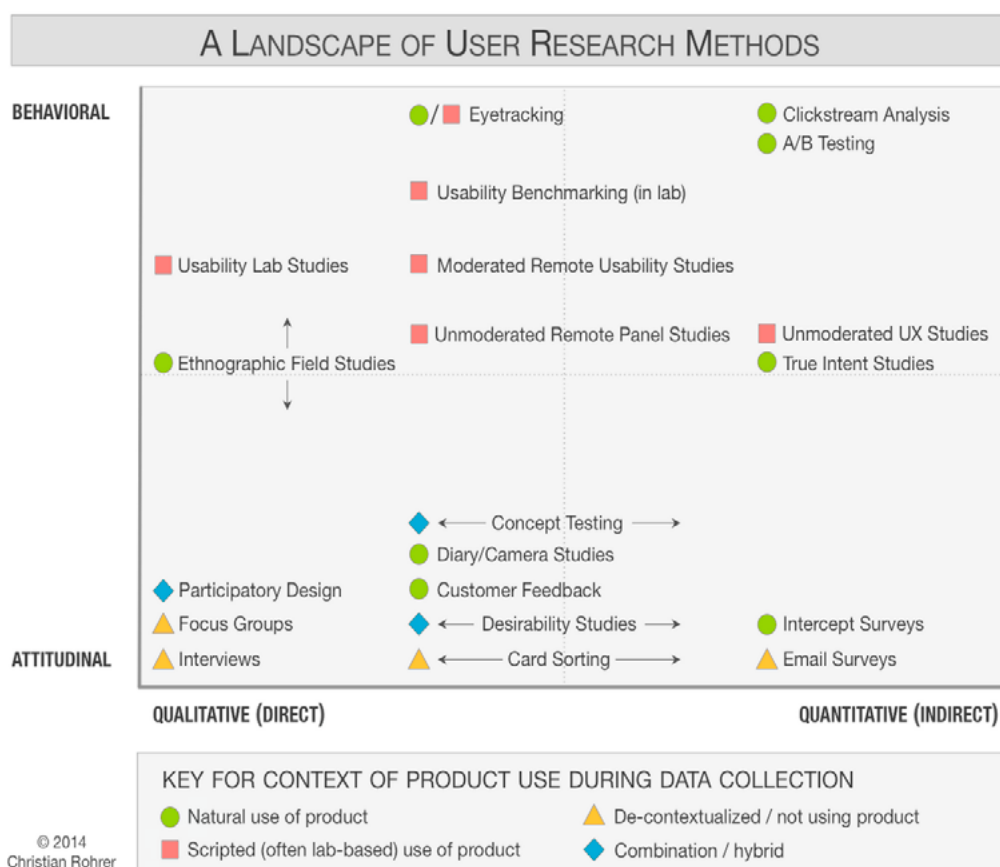 A LANDSCAPE OF USER RESEARCH METHODS
BEHAVIORAL
/ Eyetracking
Clickstream Analysis
A/B Testing
Usability Benchmarking (in lab)
Usability Lab Studies
Moderated Remote Usability Studies
Unmoderated Remote Panel Studies
Unmoderated UX Studies
Ethnographic Field Studies
True Intent Studies
Concept Testing
Diary/Camera Studies
Participatory Design
Customer Feedback
Focus Groups
Desirability Studies
Intercept Surveys
ATTITUDINAL
Interviews
Card Sorting
Email Surveys
QUALITATIVE (DIRECT)
QUANTITATIVE (INDIRECT)
KEY FOR CONTEXT OF PRODUCT USE DURING DATA COLLECTION
Natural use of product
De-contextualized / not using product
Scripted (often lab-based) use of product
Combination / hybrid
© 2014
Christian Rohrer